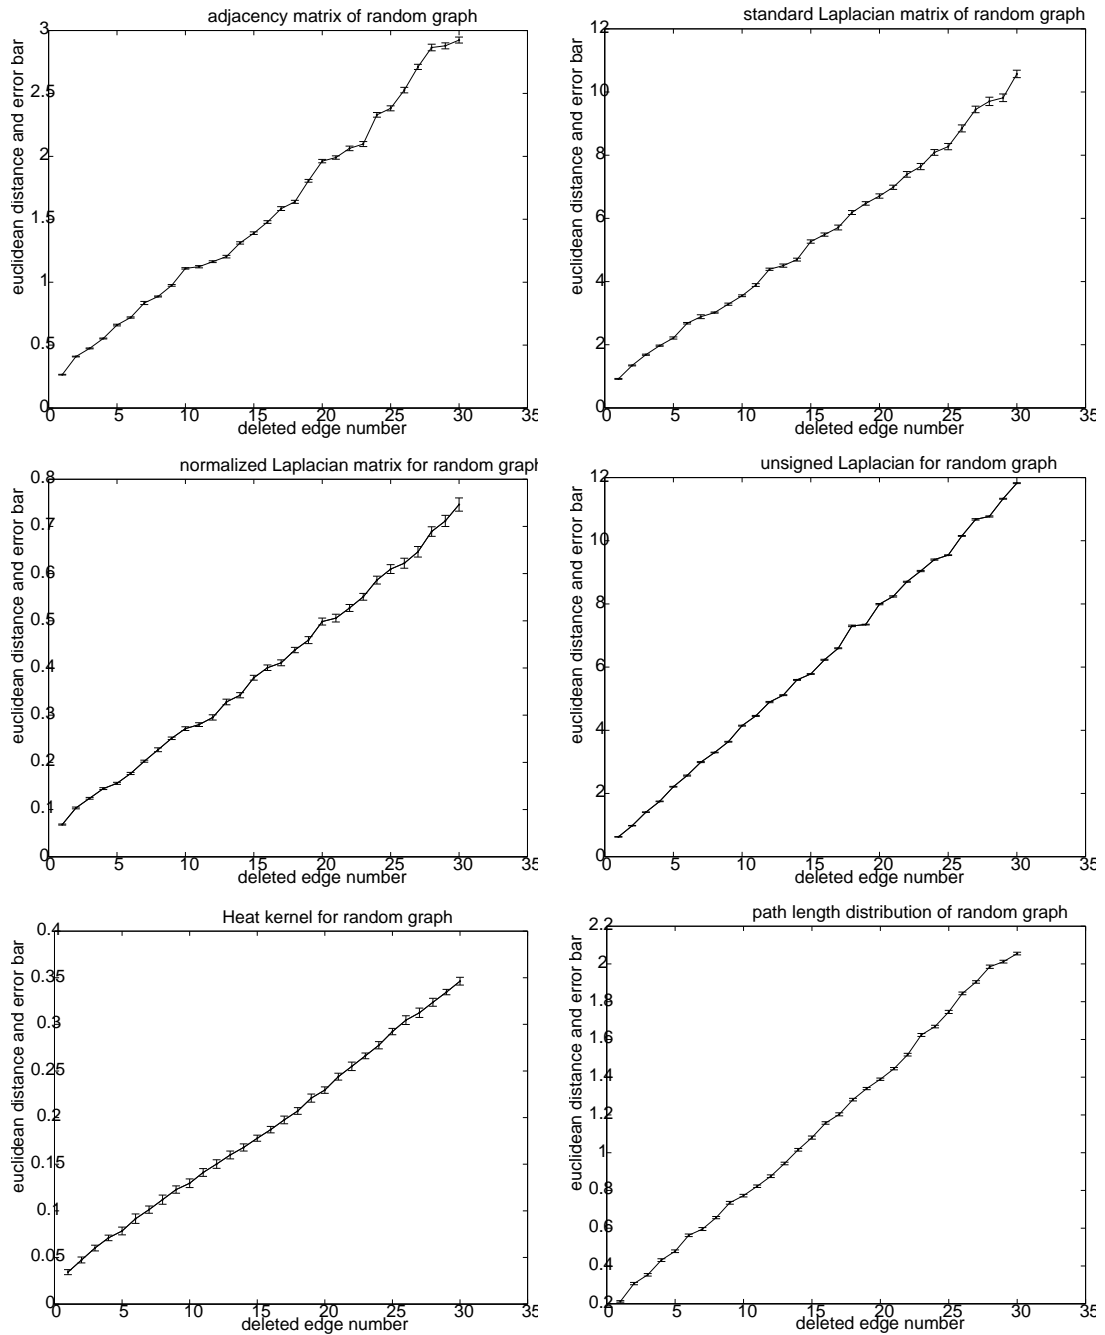 adjacency matrix of random graph
3
2.5
2
1.5
1
0.5
0
0 5 10 15 20 25 30 35
euclidean distance and error bar
deleted edge number
standard Laplacian matrix of random graph
12
10
8
6
4
2
0
0 5 10 15 20 25 30 35
euclidean distance and error bar
deleted edge number
normalized Laplacian matrix for random graph
0.8
0.7
0.6
0.5
0.4
0.3
0.2
0.1
0
0 5 10 15 20 25 30 35
euclidean distance and error bar
deleted edge number
unsigned Laplacian for random graph
12
10
8
6
4
2
0
0 5 10 15 20 25 30 35
euclidean distance and error bar
deleted edge number
Heat kernel for random graph
0.4
0.35
0.3
0.25
0.2
0.15
0.1
0.05
0
0 5 10 15 20 25 30 35
euclidean distance and error bar
deleted edge number
path length distribution of random graph
2.2
2
1.8
1.6
1.4
1.2
1
0.8
0.6
0.4
0.2
0 5 10 15 20 25 30 35
euclidean distance and error bar
deleted edge number